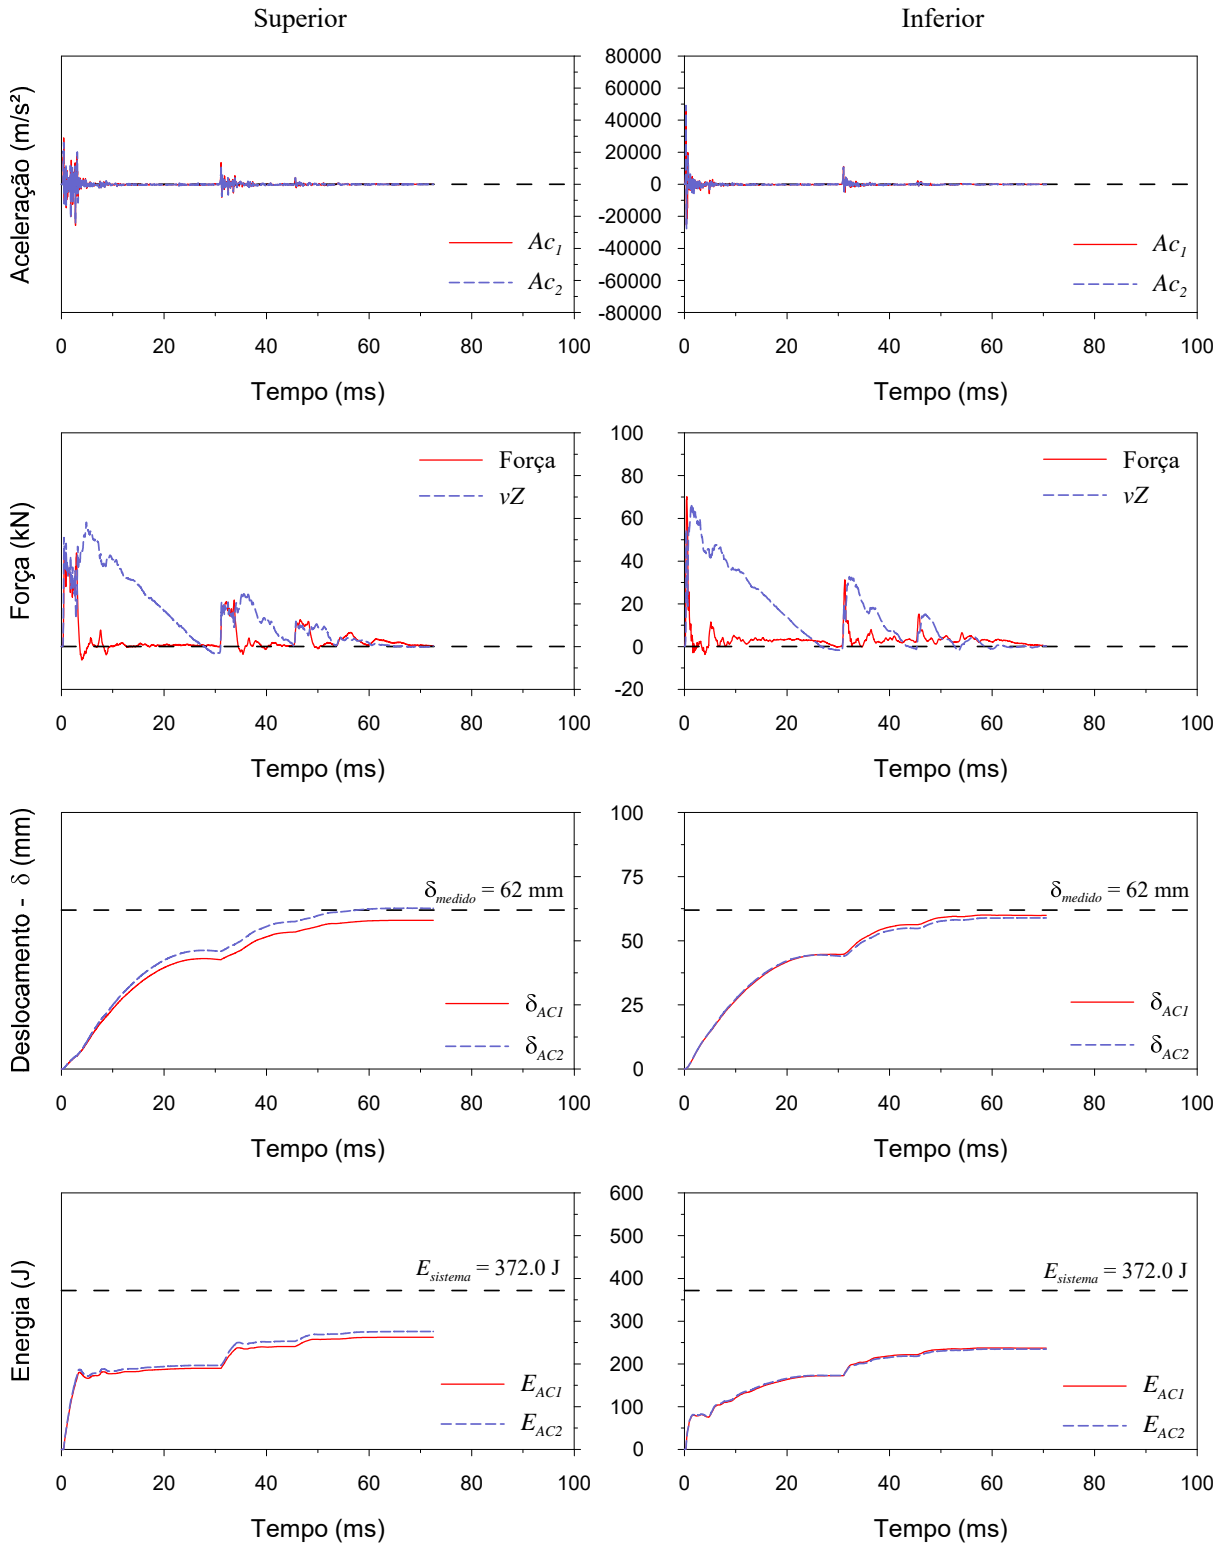 Superior
Inferior
Aceleração (m/s²)
80000
60000
40000
20000
0
-20000
-40000
-60000
-80000
Ac1
Ac2
Ac1
Ac2
0 20 40 60 80 100
0 20 40 60 80 100
Tempo (ms)
Tempo (ms)
Força (kN)
100
80
60
40
20
0
-20
Força
vZ
Força
vZ
0 20 40 60 80 100
0 20 40 60 80 100
Tempo (ms)
Tempo (ms)
Deslocamento - δ (mm)
100
75
50
25
0
δmedido = 62 mm
δmedido = 62 mm
δAC1
δAC2
δAC1
δAC2
0 20 40 60 80 100
0 20 40 60 80 100
Tempo (ms)
Tempo (ms)
Energia (J)
600
500
400
300
200
100
0
Esistema = 372.0 J
Esistema = 372.0 J
EAC1
EAC2
EAC1
EAC2
0 20 40 60 80 100
0 20 40 60 80 100
Tempo (ms)
Tempo (ms)